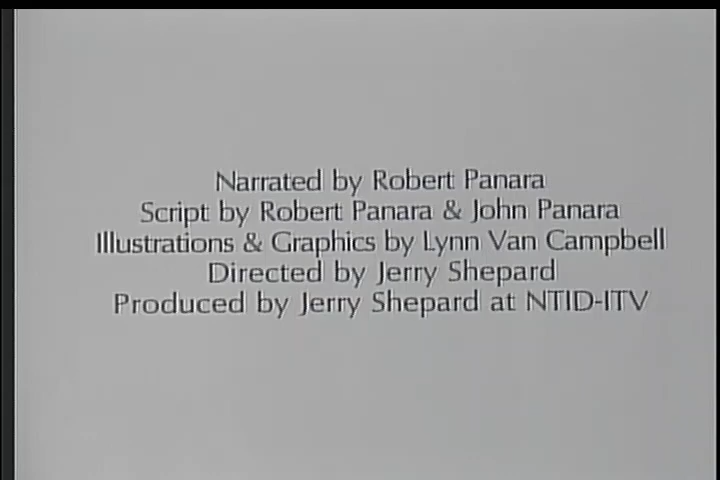 Narrated by Robert Panara
Script by Robert Panara & John Panara
Illustrations & Graphics by Lynn Van Campbell
Directed by Jerry Shepard
Produced by Jerry Shepard at NTID-ITV